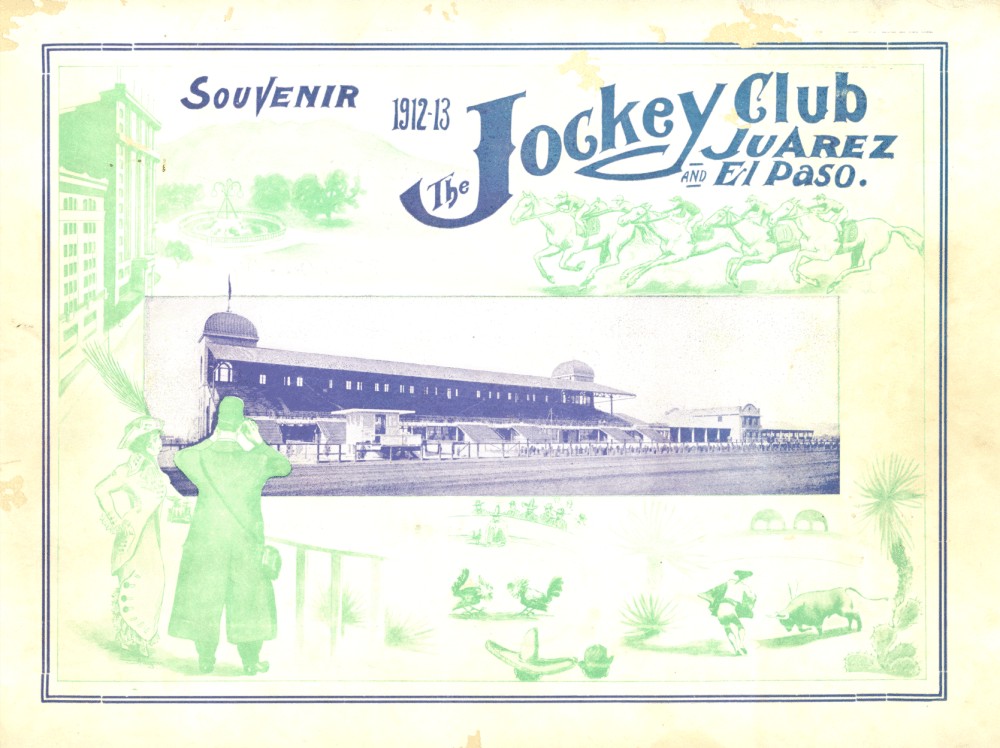 SOUVENIR
1912-13
The Jockey Club
JUAREZ
AND El Paso.